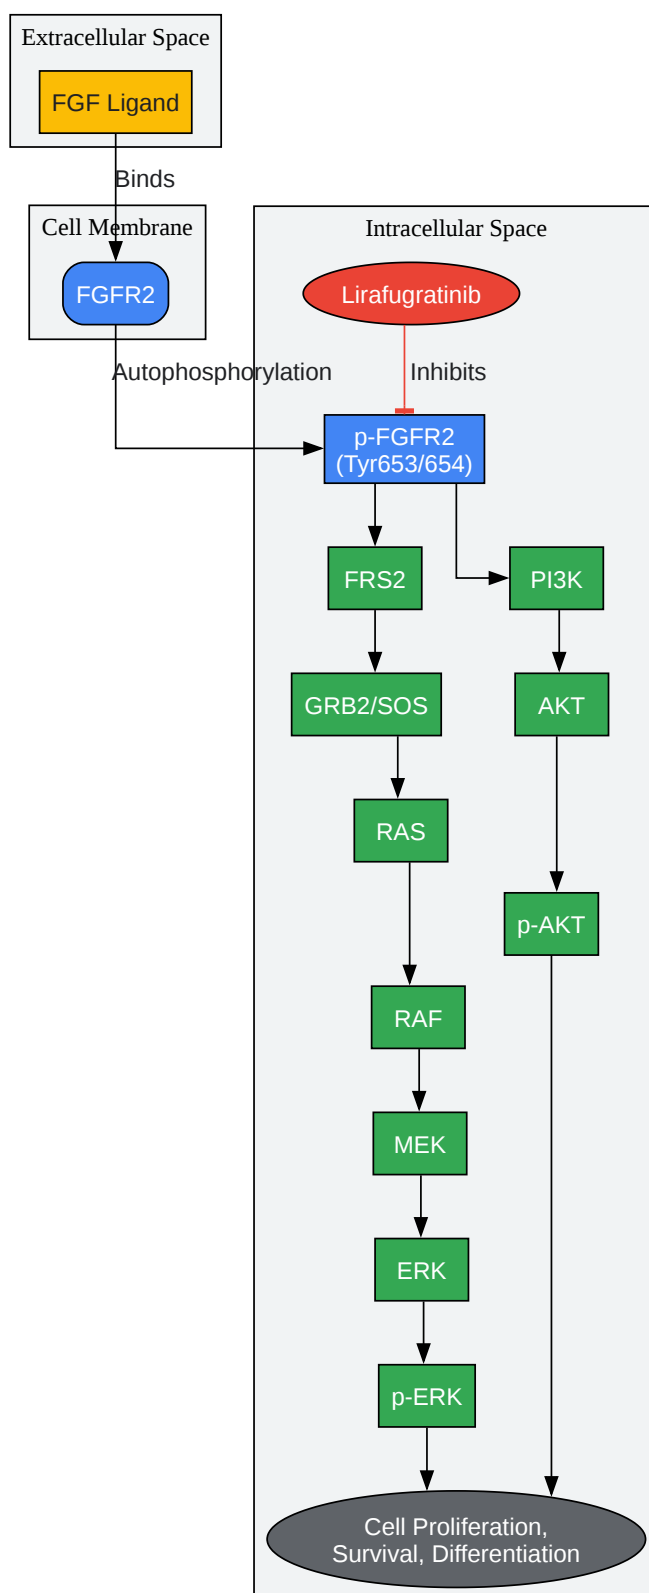 Extracellular Space
FGF Ligand
Binds
Cell Membrane
FGFR2
Intracellular Space
Lirafugratinib
Autophosphorylation
Inhibits
p-FGFR2
(Tyr653/654)
FRS2
PI3K
GRB2/SOS
AKT
RAS
p-AKT
RAF
MEK
ERK
p-ERK
Cell Proliferation,
Survival, Differentiation